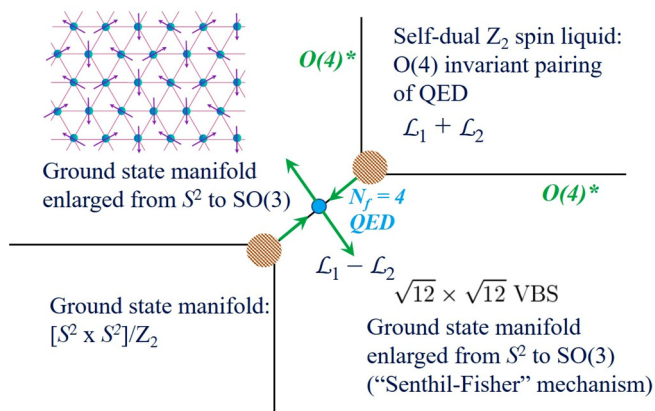 O(4)*
Self-dual Z₂ spin liquid:
O(4) invariant pairing
of QED
ℒ₁ + ℒ₂
Ground state manifold
enlarged from S² to SO(3)
O(4)*
N_f = 4
QED
ℒ₁ − ℒ₂
Ground state manifold:
[S² x S²]/Z₂
√12 × √12 VBS
Ground state manifold
enlarged from S² to SO(3)
(“Senthil-Fisher” mechanism)